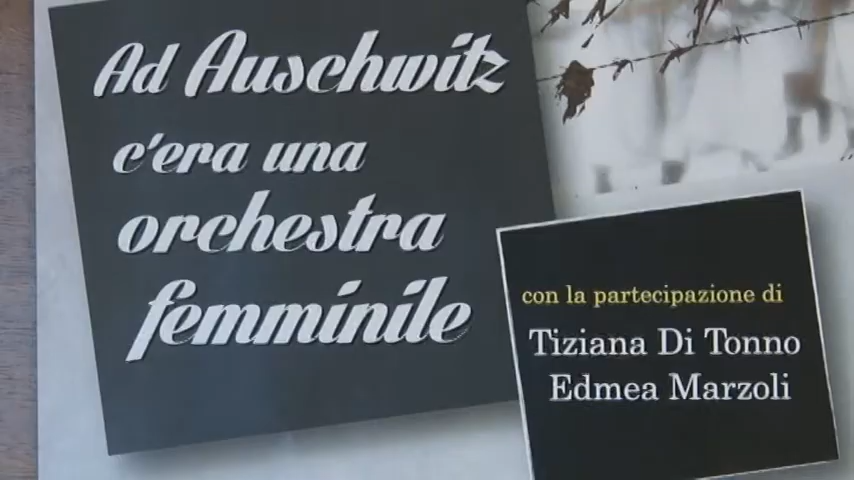 Ad Auschwitz
c'era una
orchestra
femminile
con la partecipazione di
Tiziana Di Tonno
Edmea Marzoli